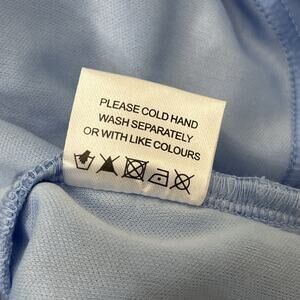 PLEASE COLD HAND
WASH SEPARATELY
OR WITH LIKE COLOURS